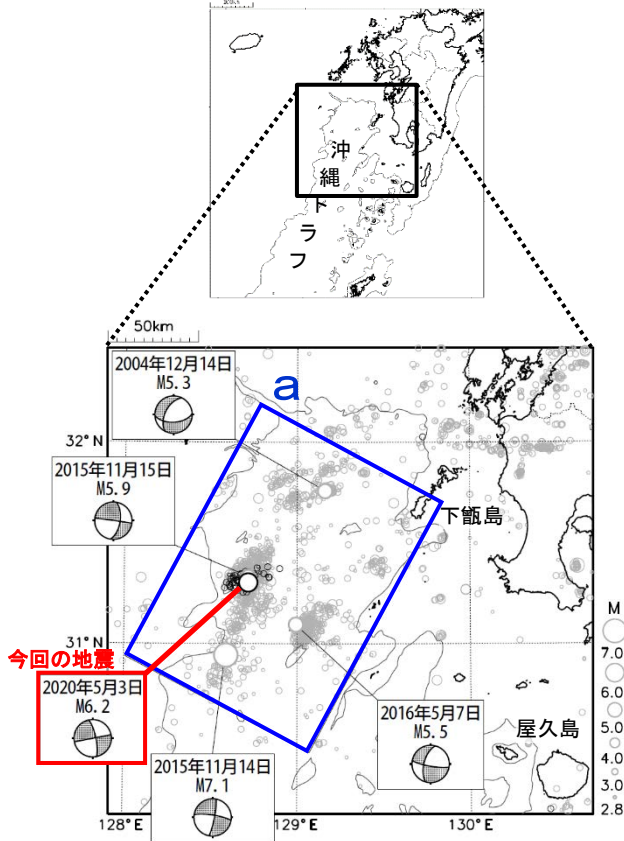 沖
縄
ト
ラ
フ
50km
2004年12月14日
M5.3
a
32°N
2015年11月15日
M5.9
下甑島
31°N
今回の地震
2020年5月3日
M6.2
2016年5月7日
M5.5
屋久島
2015年11月14日
M7.1
M
7.0
6.0
5.0
4.0
3.0
2.8
128°E
129°E
130°E